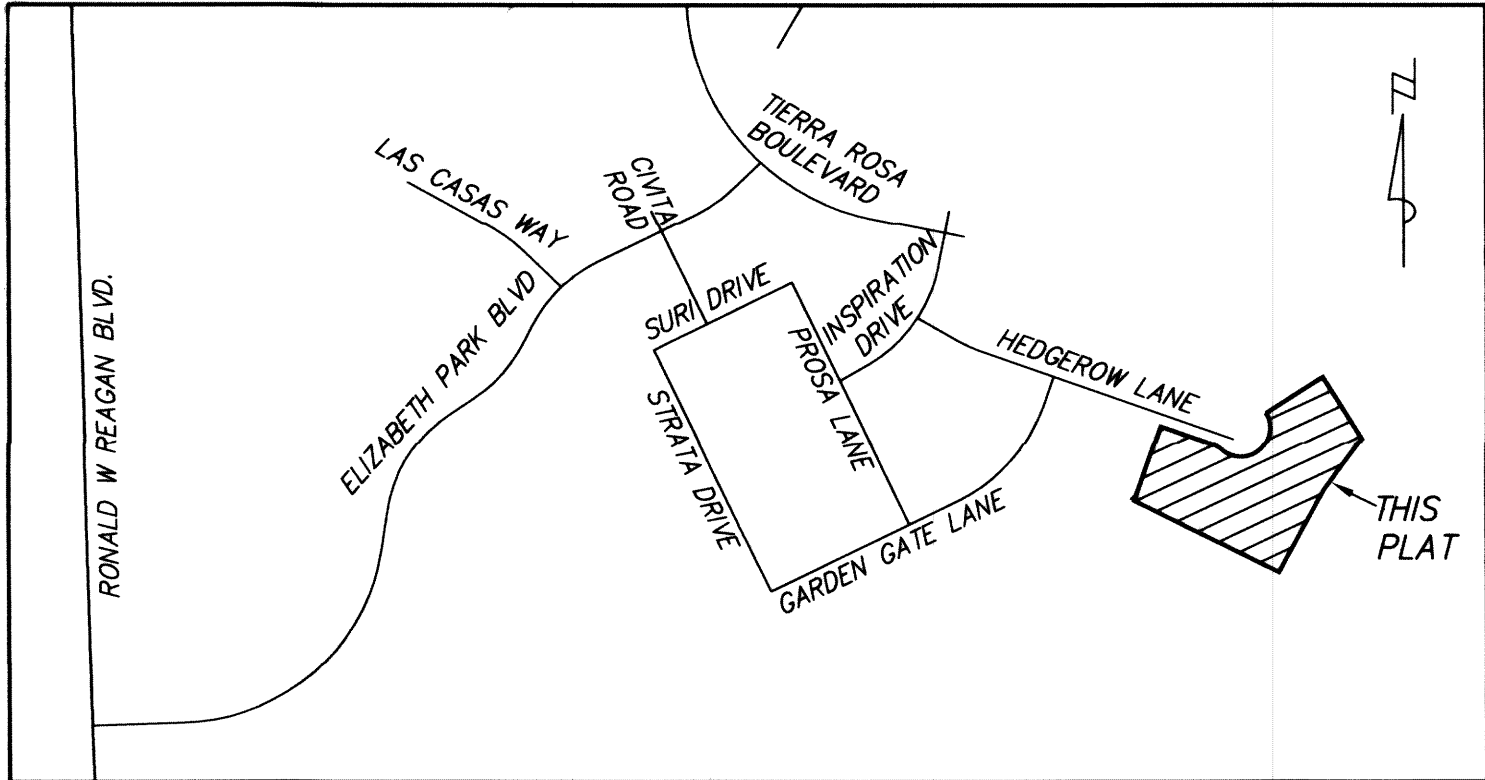 TIERRA ROSA
BOULEVARD
N
LAS CASAS WAY
CIVITA
ROAD
RONALD W REAGAN BLVD.
ELIZABETH PARK BLVD
SURI DRIVE
INSPIRATION
DRIVE
PROSA LANE
HEDGEROW LANE
STRATA DRIVE
GARDEN GATE LANE
THIS
PLAT